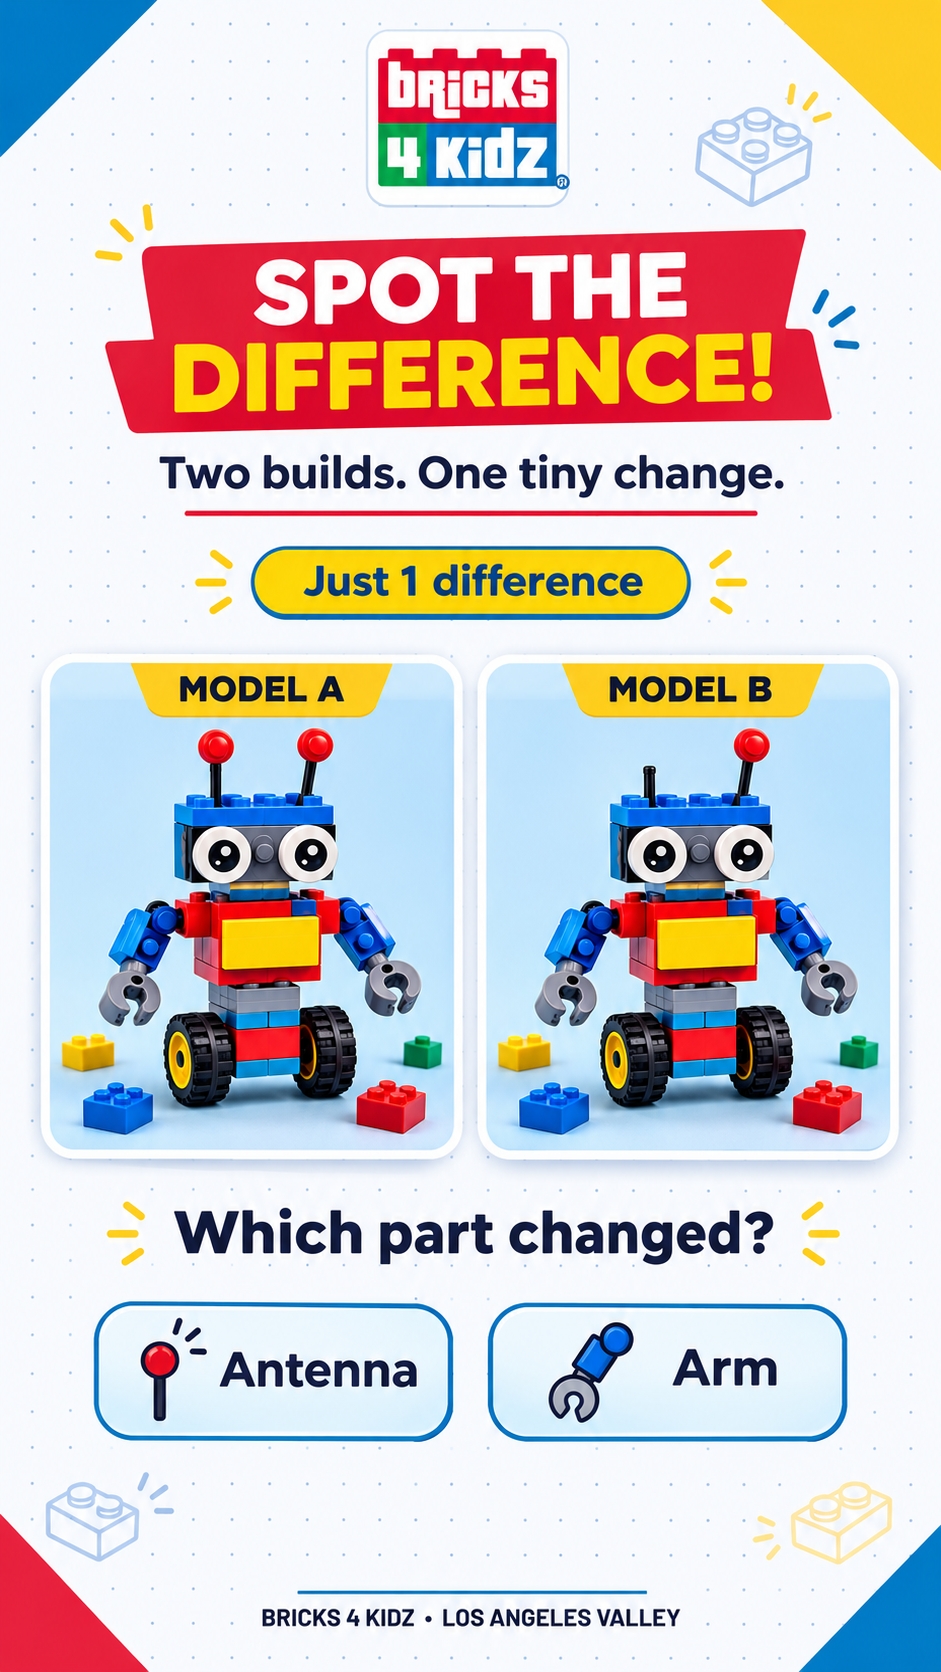 BRICKS
4 KIDZ
SPOT THE
DIFFERENCE!
Two builds. One tiny change.
Just 1 difference
MODEL A
MODEL B
Which part changed?
Antenna
Arm
BRICKS 4 KIDZ • LOS ANGELES VALLEY